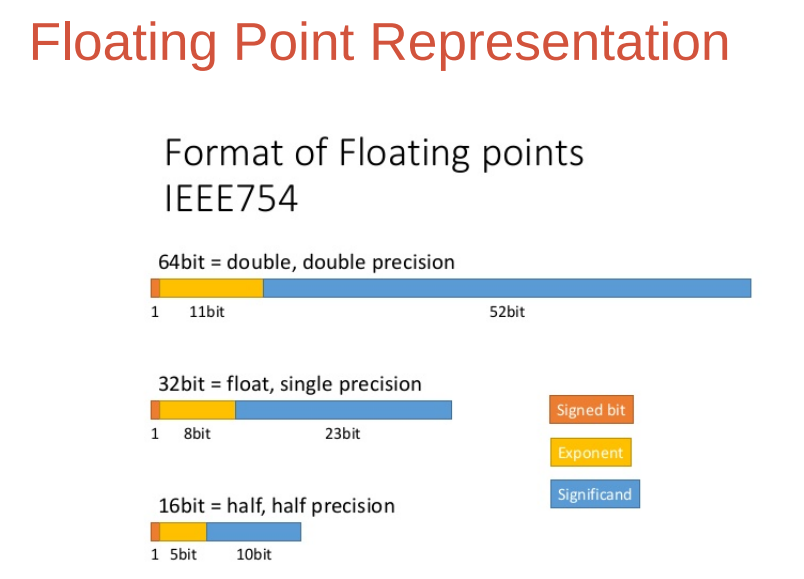 Floating Point Representation
Format of Floating points
IEEE754
64bit = double, double precision
1 11bit 52bit
32bit = float, single precision
1 8bit 23bit
Signed bit
Exponent
Significand
16bit = half, half precision
1 5bit 10bit